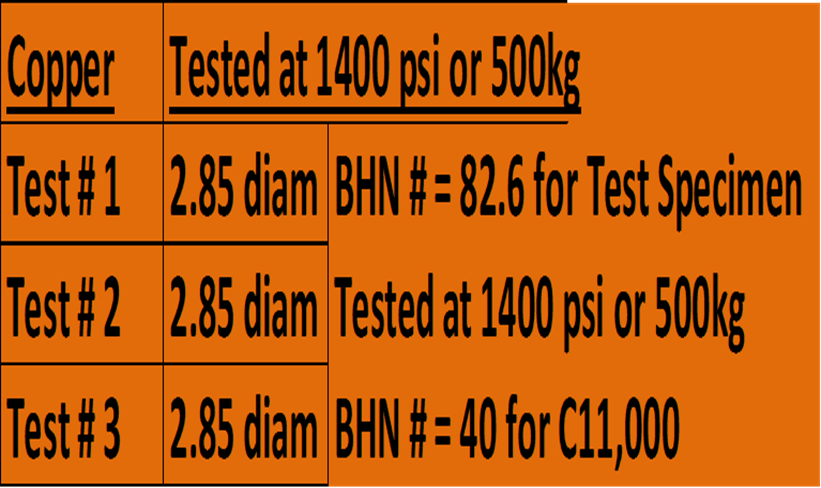 Copper Tested at 1400 psi or 500kg
Test # 1 2.85 diam BHN # = 82.6 for Test Specimen
Test # 2 2.85 diam Tested at 1400 psi or 500kg
Test # 3 2.85 diam BHN # = 40 for C11,000